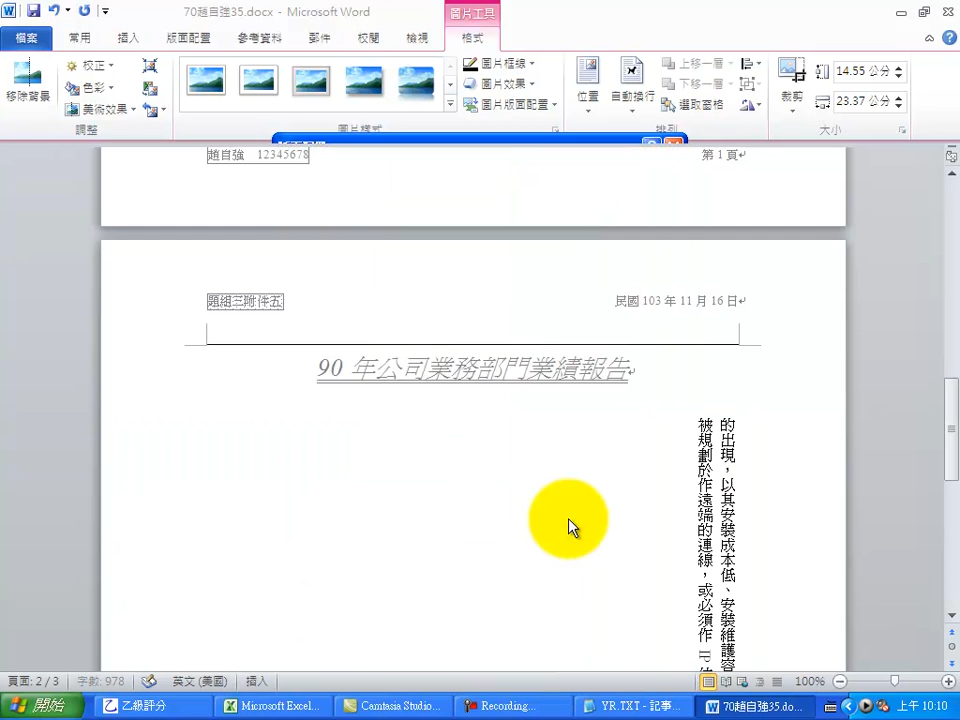 70趙自強35.docx - Microsoft Word
圖片工具
檔案 常用 插入 版面配置 參考資料 郵件 校閱 檢視 格式
移除背景 校正 色彩 美術效果 圖片框線 圖片效果 圖片版面配置 位置 自動換行 上移一層 下移一層 選取窗格 裁剪 14.55 公分 23.37 公分
調整 圖片樣式 排列 大小
趙自強 12345678 第 1 頁
題組三附件五 民國 103 年 11 月 16 日
90 年公司業務部門業績報告
的出現，以其安裝成本低、安裝維護容
被規劃於作遠端的連線，或必須作 IP
頁面: 2 / 3 字數: 978 英文 (美國) 插入 100%
開始 乙級評分 Microsoft Excel... Camtasia Studio... Recording... YR.TXT - 記事... 70趙自強35.do... 上午 10:10